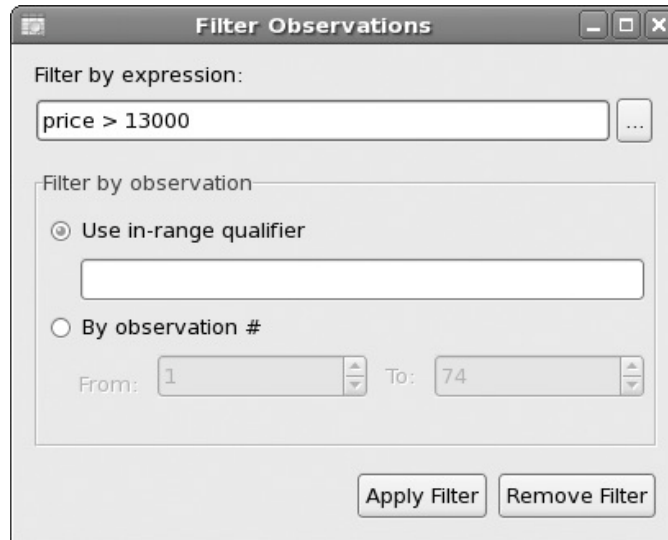 Filter Observations
Filter by expression:
price > 13000
...
Filter by observation
Use in-range qualifier
By observation #
From: 1 To: 74
Apply Filter Remove Filter